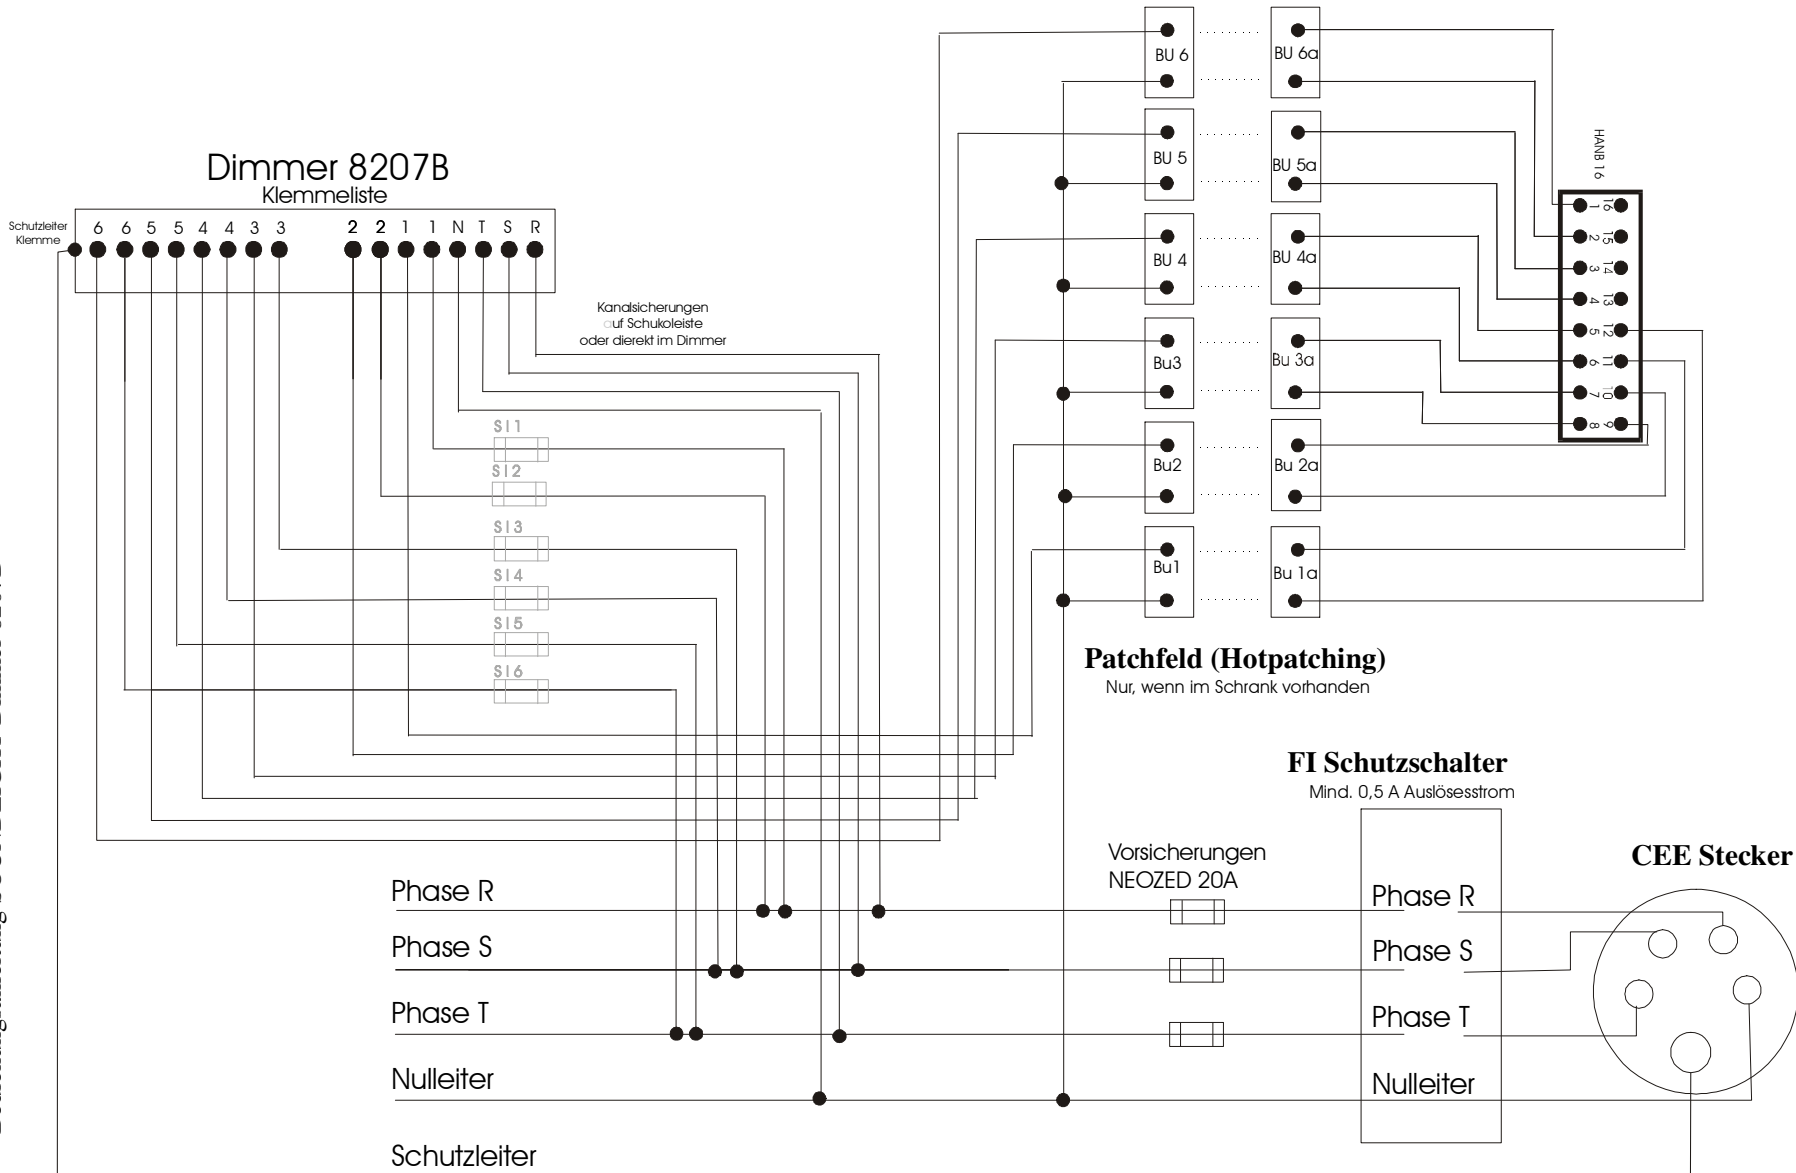 Dimmer 8207B
Klemmeliste
Schutzleiter
Klemme
6 6 5 5 4 4 3 3 2 2 1 1 N T S R
Kanalsicherungen
auf Schukoleiste
oder dierekt im Dimmer
SI1
SI2
SI3
SI4
SI5
SI6
BU 6 BU 6a
BU 5 BU 5a
BU 4 BU 4a
Bu3 Bu 3a
Bu2 Bu 2a
Bu1 Bu 1a
HANB 16
1 16
2 15
3 14
4 13
5 12
6 11
7 10
8 9
Patchfeld (Hotpatching)
Nur, wenn im Schrank vorhanden
FI Schutzschalter
Mind. 0,5 A Auslösesstrom
Vorsicherungen
NEOZED 20A
CEE Stecker
Phase R Phase R
Phase S Phase S
Phase T Phase T
Nulleiter Nulleiter
Schutzleiter